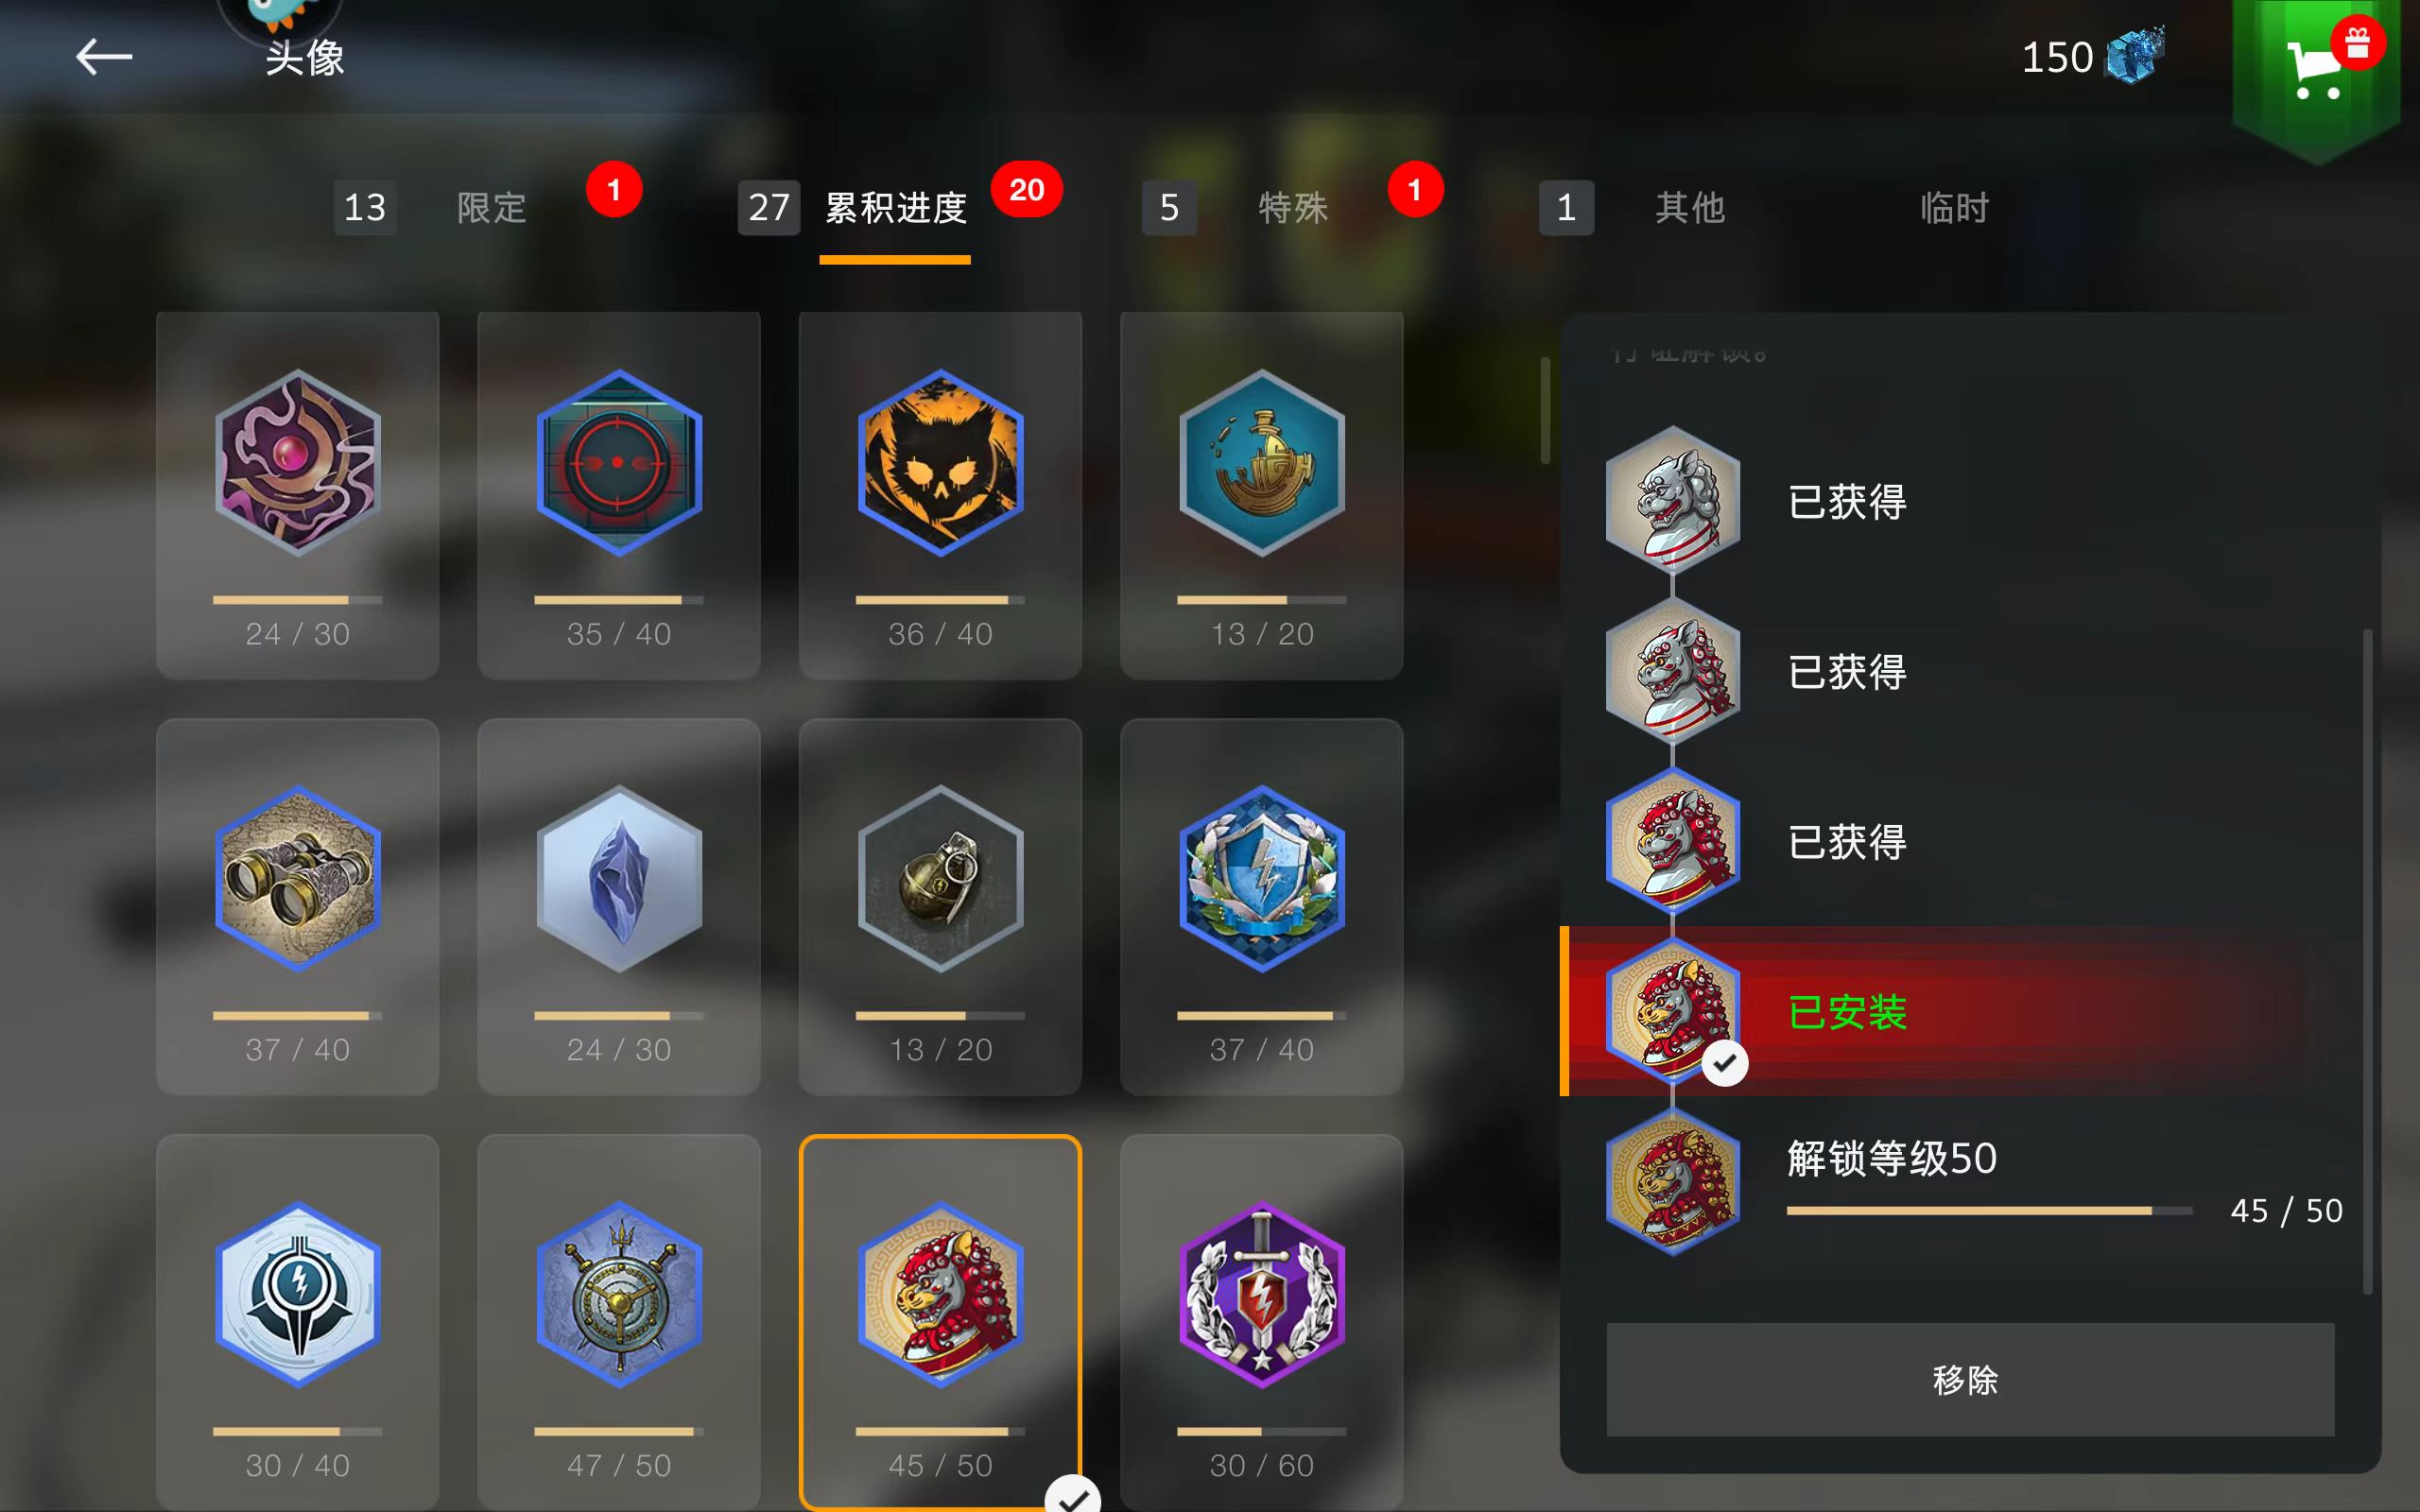 头像
150
13 限定 1
27 累积进度 20
5 特殊 1
1 其他
临时
24 / 30
35 / 40
36 / 40
13 / 20
37 / 40
24 / 30
13 / 20
37 / 40
30 / 40
47 / 50
45 / 50
30 / 60
解锁。
已获得
已获得
已获得
已安装
解锁等级50
45 / 50
移除